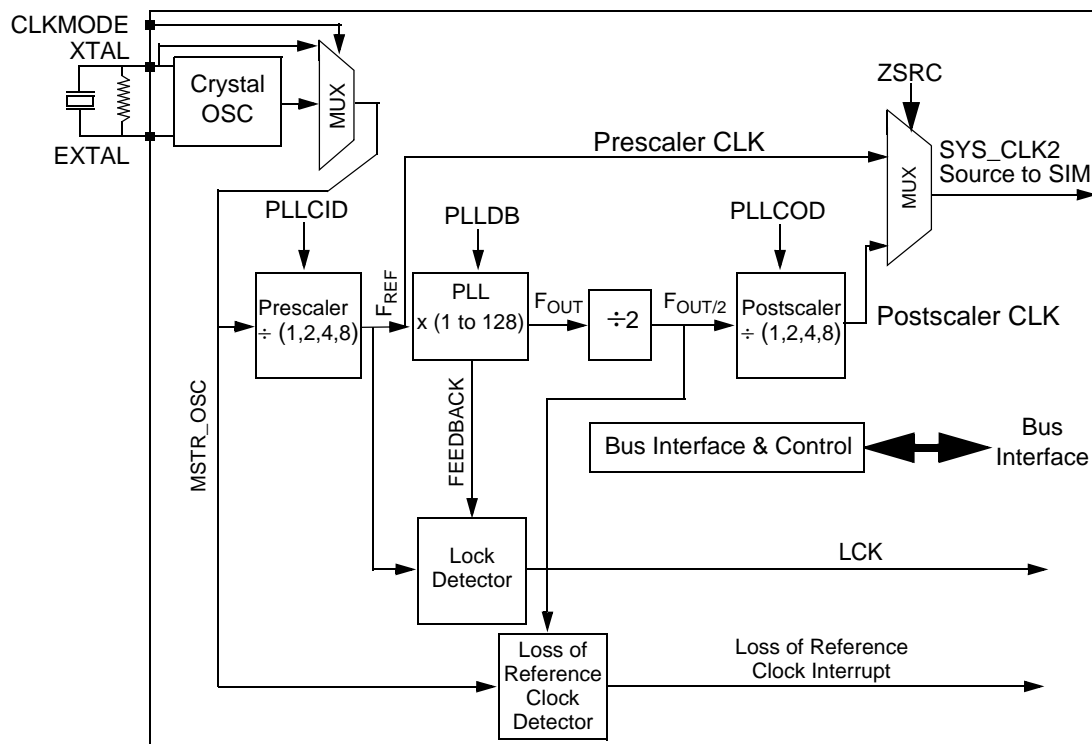 CLKMODE
XTAL
EXTAL
Crystal
OSC
MUX
ZSRC
Prescaler CLK
MUX
SYS_CLK2
Source to SIM
PLLCID
PLLDB
PLLCOD
Prescaler
÷ (1,2,4,8)
FREF
PLL
x (1 to 128)
FOUT
÷2
FOUT/2
Postscaler
÷ (1,2,4,8)
Postscaler CLK
MSTR_OSC
FEEDBACK
Bus Interface & Control
Bus
Interface
Lock
Detector
LCK
Loss of
Reference
Clock
Detector
Loss of Reference
Clock Interrupt